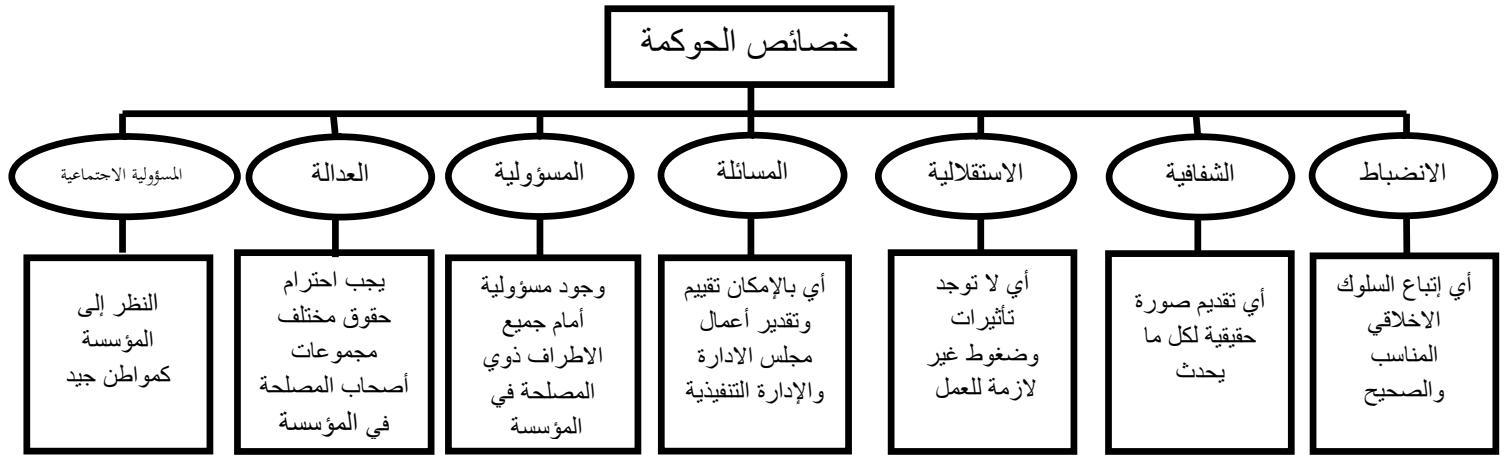 خصائص الحوكمة
الانضباط
الشفافية
الاستقلالية
المسائلة
المسؤولية
العدالة
المسؤولية الاجتماعية
أي إتباع السلوك
الاخلاقي
المناسب
والصحيح
أي تقديم صورة
حقيقية لكل ما
يحدث
أي لا توجد
تأثيرات
وضغوط غير
لازمة للعمل
أي بالإمكان تقييم
وتقدير أعمال
مجلس الادارة
والإدارة التنفيذية
وجود مسؤولية
أمام جميع
الاطراف ذوي
المصلحة في
المؤسسة
يجب احترام
حقوق مختلف
مجموعات
أصحاب المصلحة
في المؤسسة
النظر إلى
المؤسسة
كمواطن جيد